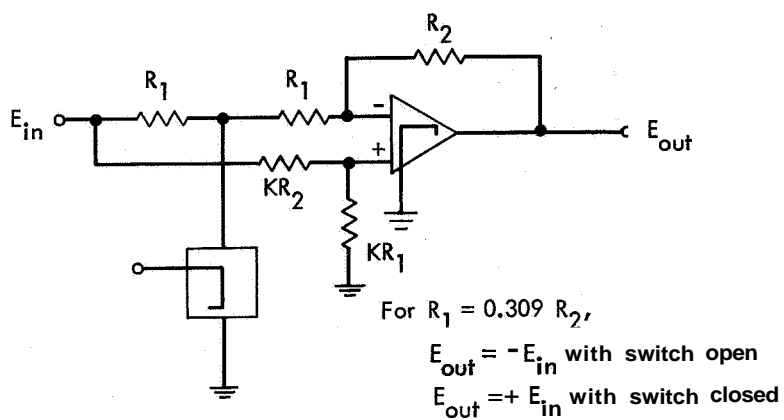 R2
R1
R1
Ein
-
+
Eout
KR2
KR1
For R1 = 0.309 R2,
Eout = -Ein with switch open
Eout =+ Ein with switch closed